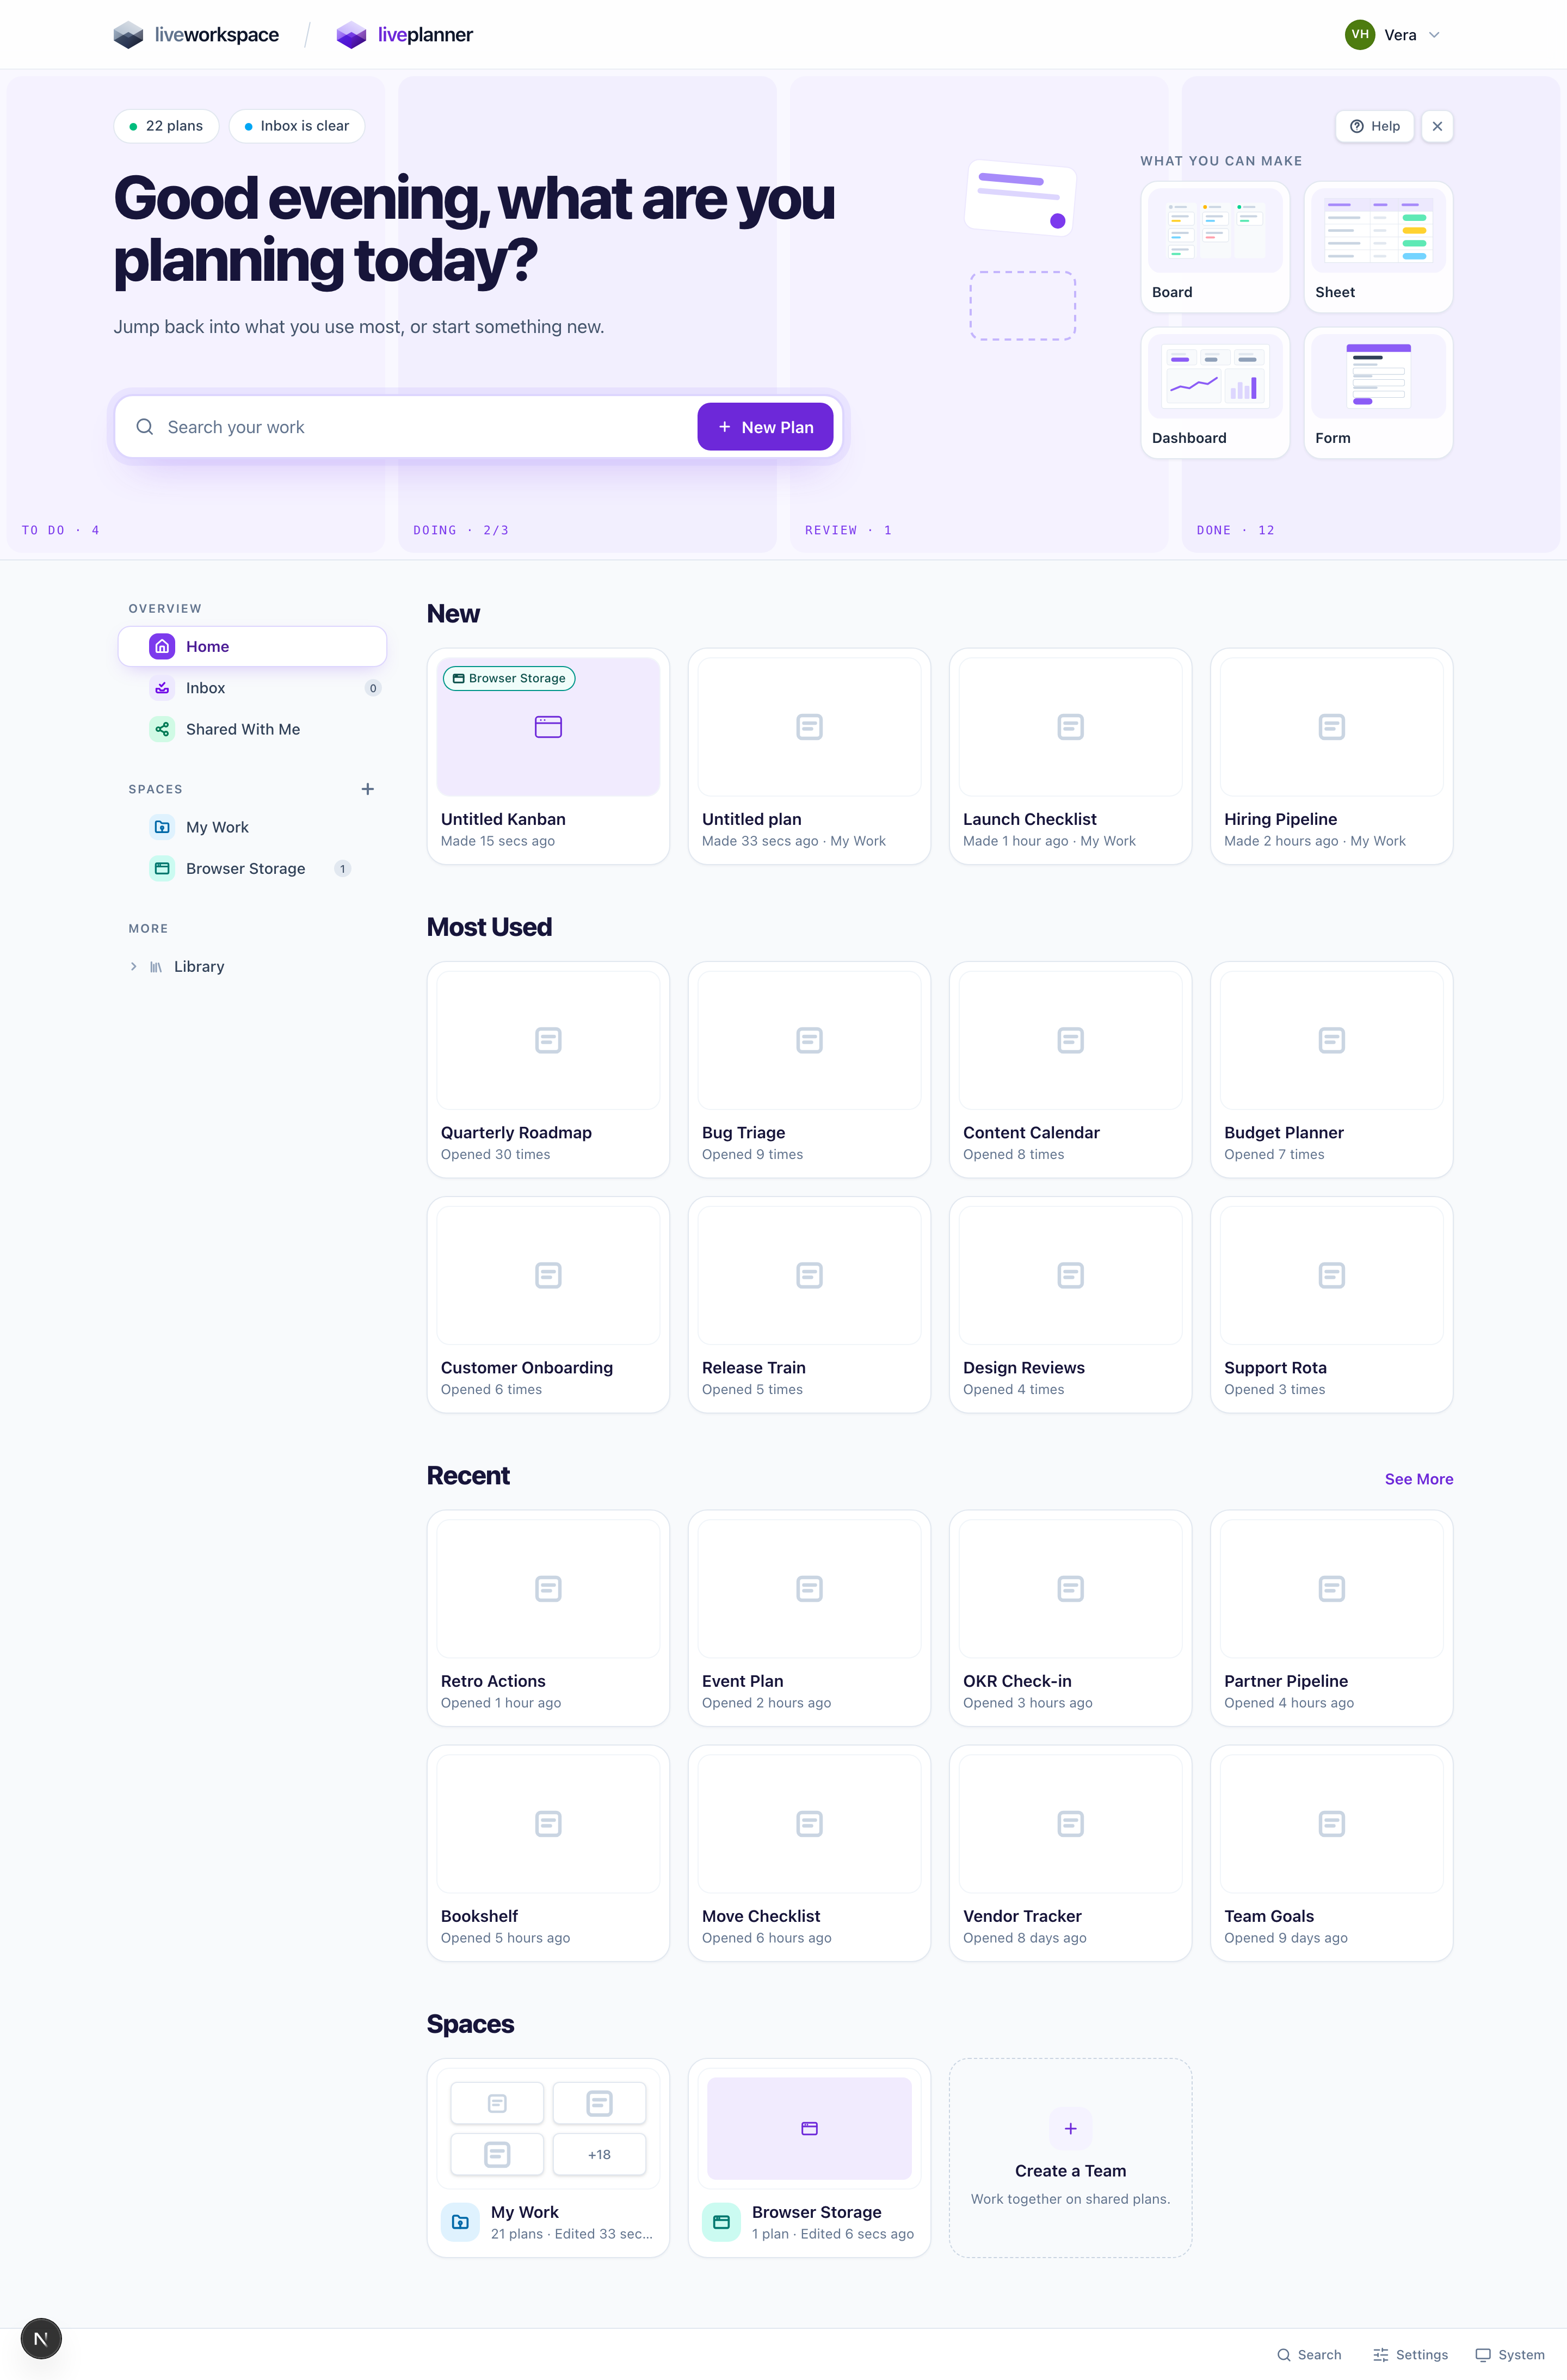 liveworkspace
liveplanner
VH
Vera
22 plans
Inbox is clear
Help
Good evening, what are you
planning today?
Jump back into what you use most, or start something new.
Search your work
New Plan
WHAT YOU CAN MAKE
Board
Sheet
Dashboard
Form
TO DO · 4
DOING · 2/3
REVIEW · 1
DONE · 12
OVERVIEW
Home
Inbox
0
Shared With Me
SPACES
My Work
Browser Storage
1
MORE
Library
New
Browser Storage
Untitled Kanban
Made 15 secs ago
Untitled plan
Made 33 secs ago · My Work
Launch Checklist
Made 1 hour ago · My Work
Hiring Pipeline
Made 2 hours ago · My Work
Most Used
Quarterly Roadmap
Opened 30 times
Bug Triage
Opened 9 times
Content Calendar
Opened 8 times
Budget Planner
Opened 7 times
Customer Onboarding
Opened 6 times
Release Train
Opened 5 times
Design Reviews
Opened 4 times
Support Rota
Opened 3 times
Recent
See More
Retro Actions
Opened 1 hour ago
Event Plan
Opened 2 hours ago
OKR Check-in
Opened 3 hours ago
Partner Pipeline
Opened 4 hours ago
Bookshelf
Opened 5 hours ago
Move Checklist
Opened 6 hours ago
Vendor Tracker
Opened 8 days ago
Team Goals
Opened 9 days ago
Spaces
+18
My Work
21 plans · Edited 33 sec...
Browser Storage
1 plan · Edited 6 secs ago
Create a Team
Work together on shared plans.
N
Search
Settings
System